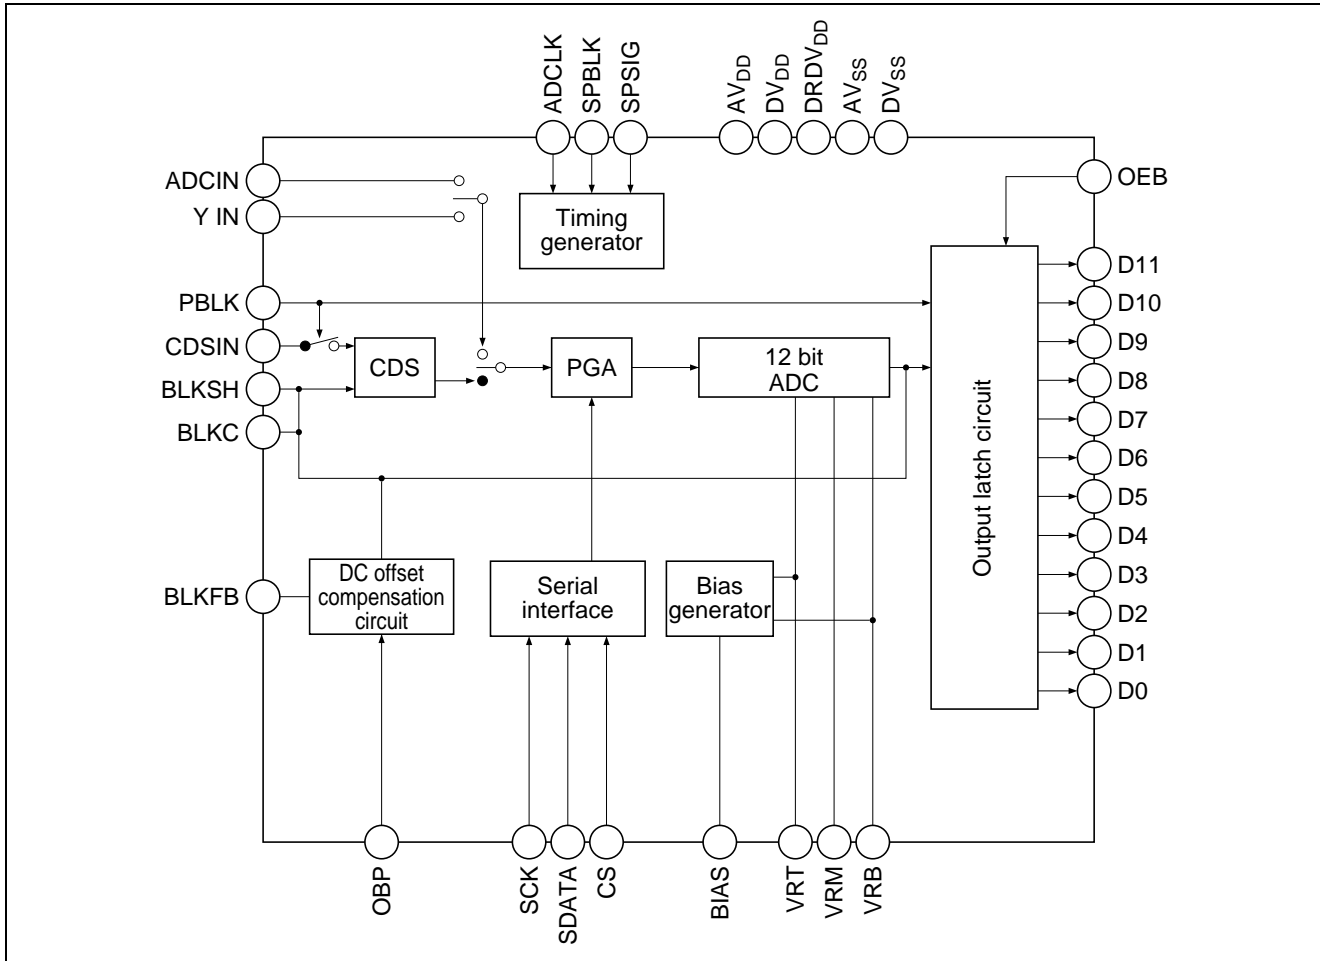 ADCLK
SPBLK
SPSIG
AVDD
DVDD
DRDVDD
AVSS
DVSS
ADCIN
Y IN
PBLK
CDSIN
BLKSH
BLKC
BLKFB
Timing
generator
CDS
PGA
12 bit
ADC
DC offset
compensation
circuit
Serial
interface
Bias
generator
Output latch circuit
OEB
D11
D10
D9
D8
D7
D6
D5
D4
D3
D2
D1
D0
OBP
SCK
SDATA
CS
BIAS
VRT
VRM
VRB